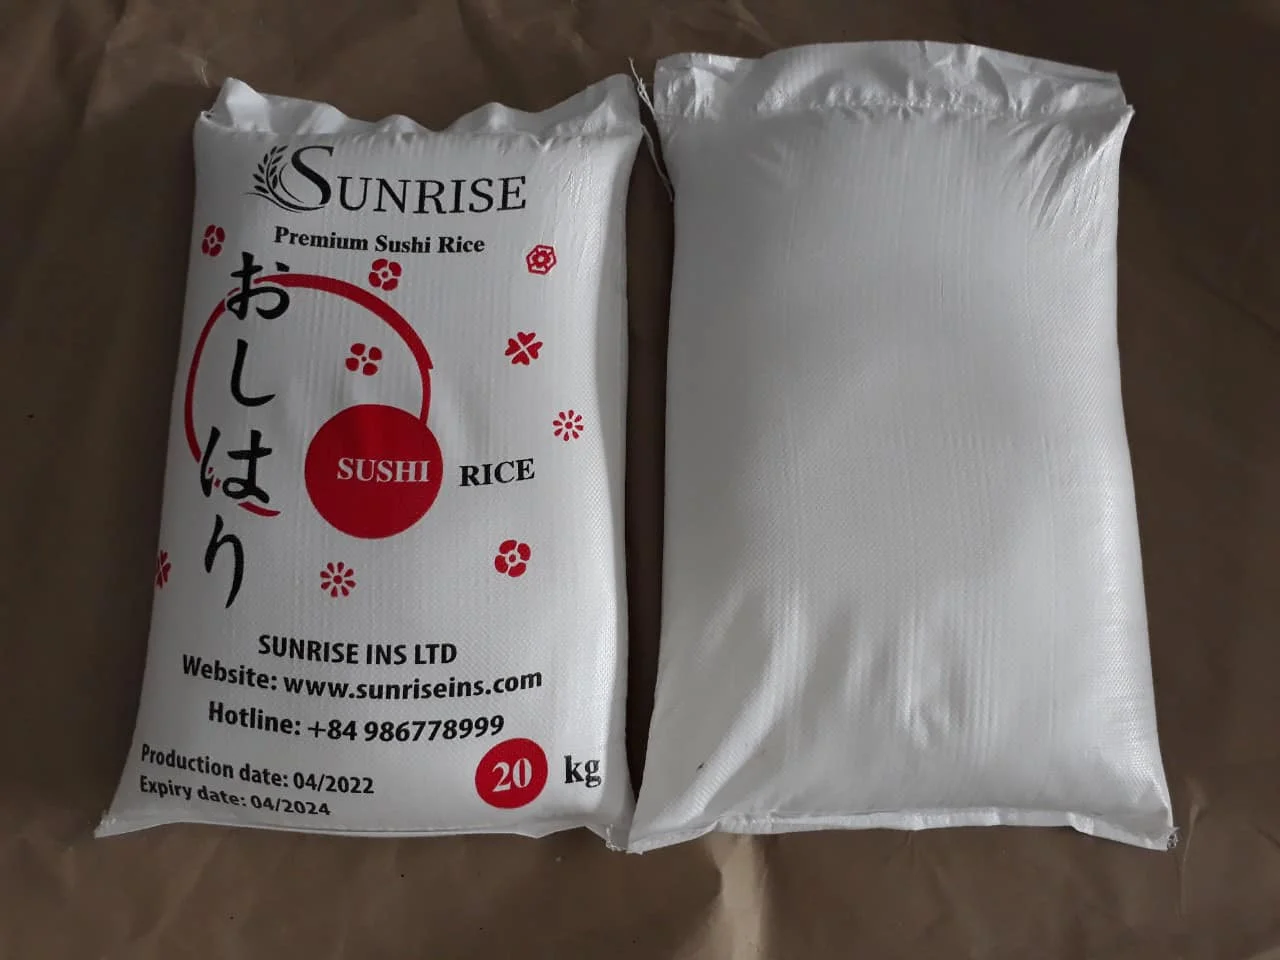 SUNRISE
Premium Sushi Rice
おしはり
SUSHI RICE
SUNRISE INS LTD
Website: www.sunriseins.com
Hotline: +84 986778999
Production date: 04/2022
Expiry date: 04/2024
20 kg